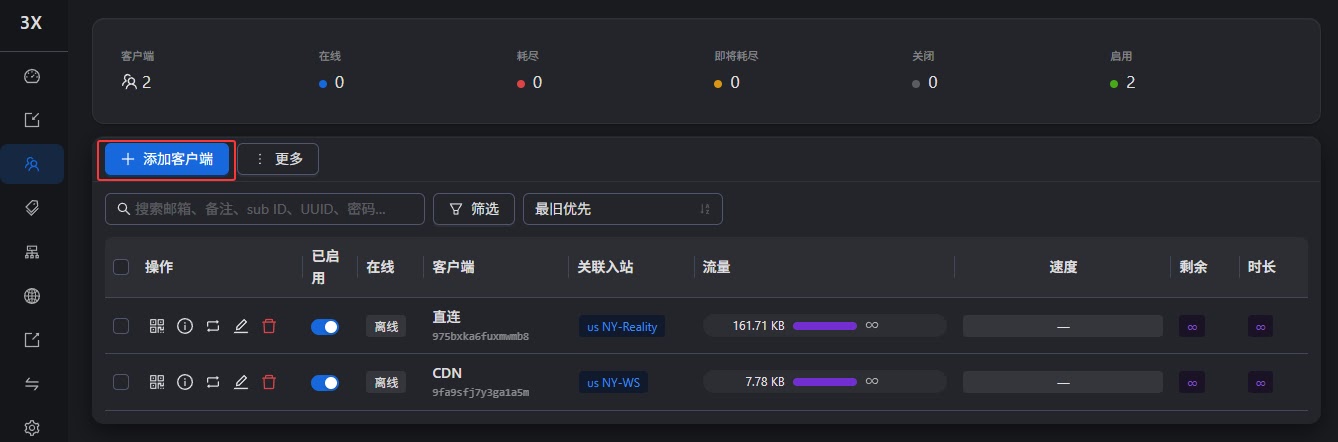 3X
客户端 在线 耗尽 即将耗尽 关闭 启用
2 0 0 0 0 2
添加客户端 更多
搜索邮箱、备注、sub ID、UUID、密码... 筛选 最旧优先
操作 已启用 在线 客户端 关联入站 流量 速度 剩余 时长
离线 直连 us NY-Reality 161.71 KB ∞ — ∞ ∞
975bxka6fuxmwmb8
离线 CDN us NY-WS 7.78 KB ∞ — ∞ ∞
9fa9sfj7y3ga1a5m